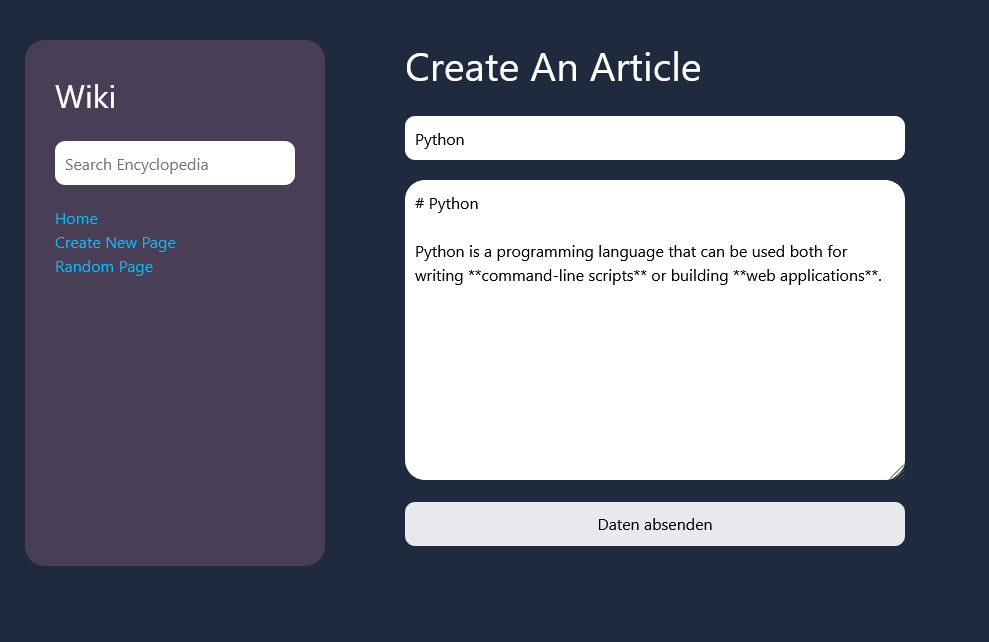 Wiki
Search Encyclopedia
Home
Create New Page
Random Page
Create An Article
Python
# Python
Python is a programming language that can be used both for
writing **command-line scripts** or building **web applications**.
Daten absenden